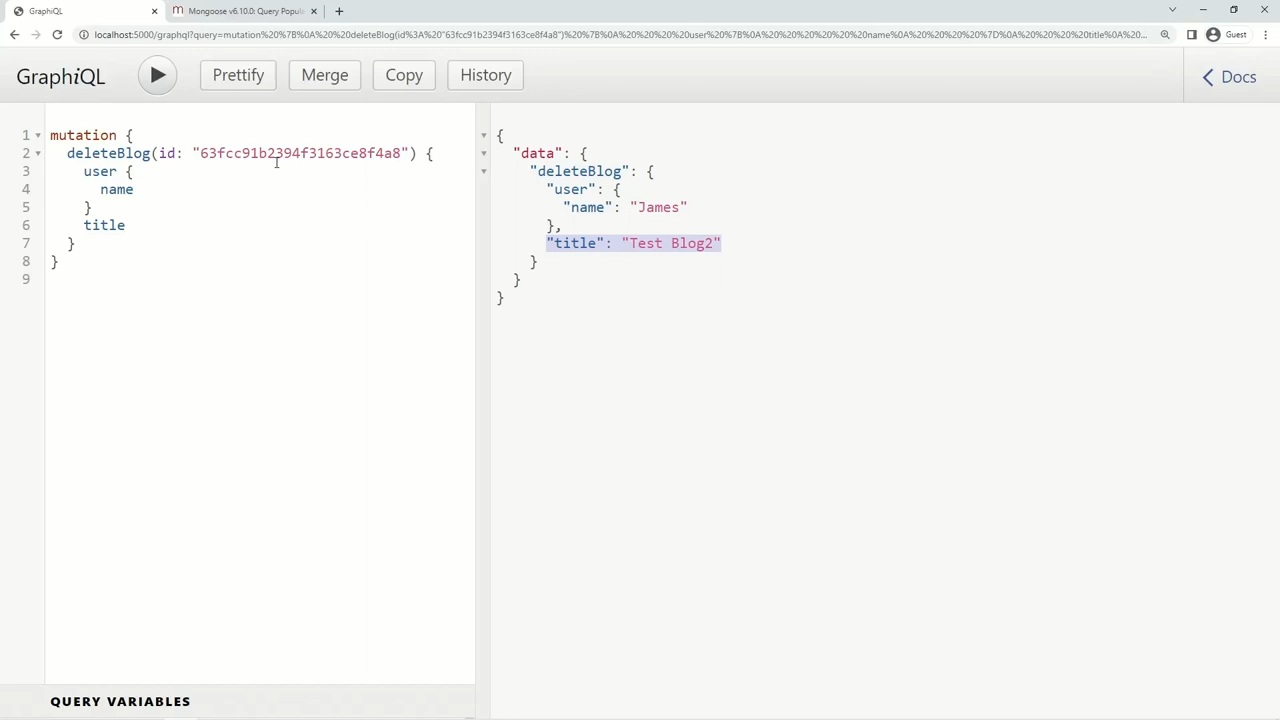 GraphiQL
Mongoose v6.10.0: Query Popul
localhost:5000/graphql?query=mutation%20%7B%0A%20%20deleteBlog(id%3A%20"63fcc91b2394f3163ce8f4a8")%20%7B%0A%20%20%20%20user%20%7B%0A%20%20%20%20%20%20name%0A%20%20%20%20%7D%0A%20%20%20%20title%0A%20...
Guest
GraphiQL
Prettify
Merge
Copy
History
Docs
1 mutation {
2 deleteBlog(id: "63fcc91b2394f3163ce8f4a8") {
3 user {
4 name
5 }
6 title
7 }
8 }
9
{
"data": {
"deleteBlog": {
"user": {
"name": "James"
},
"title": "Test Blog2"
}
}
}
QUERY VARIABLES